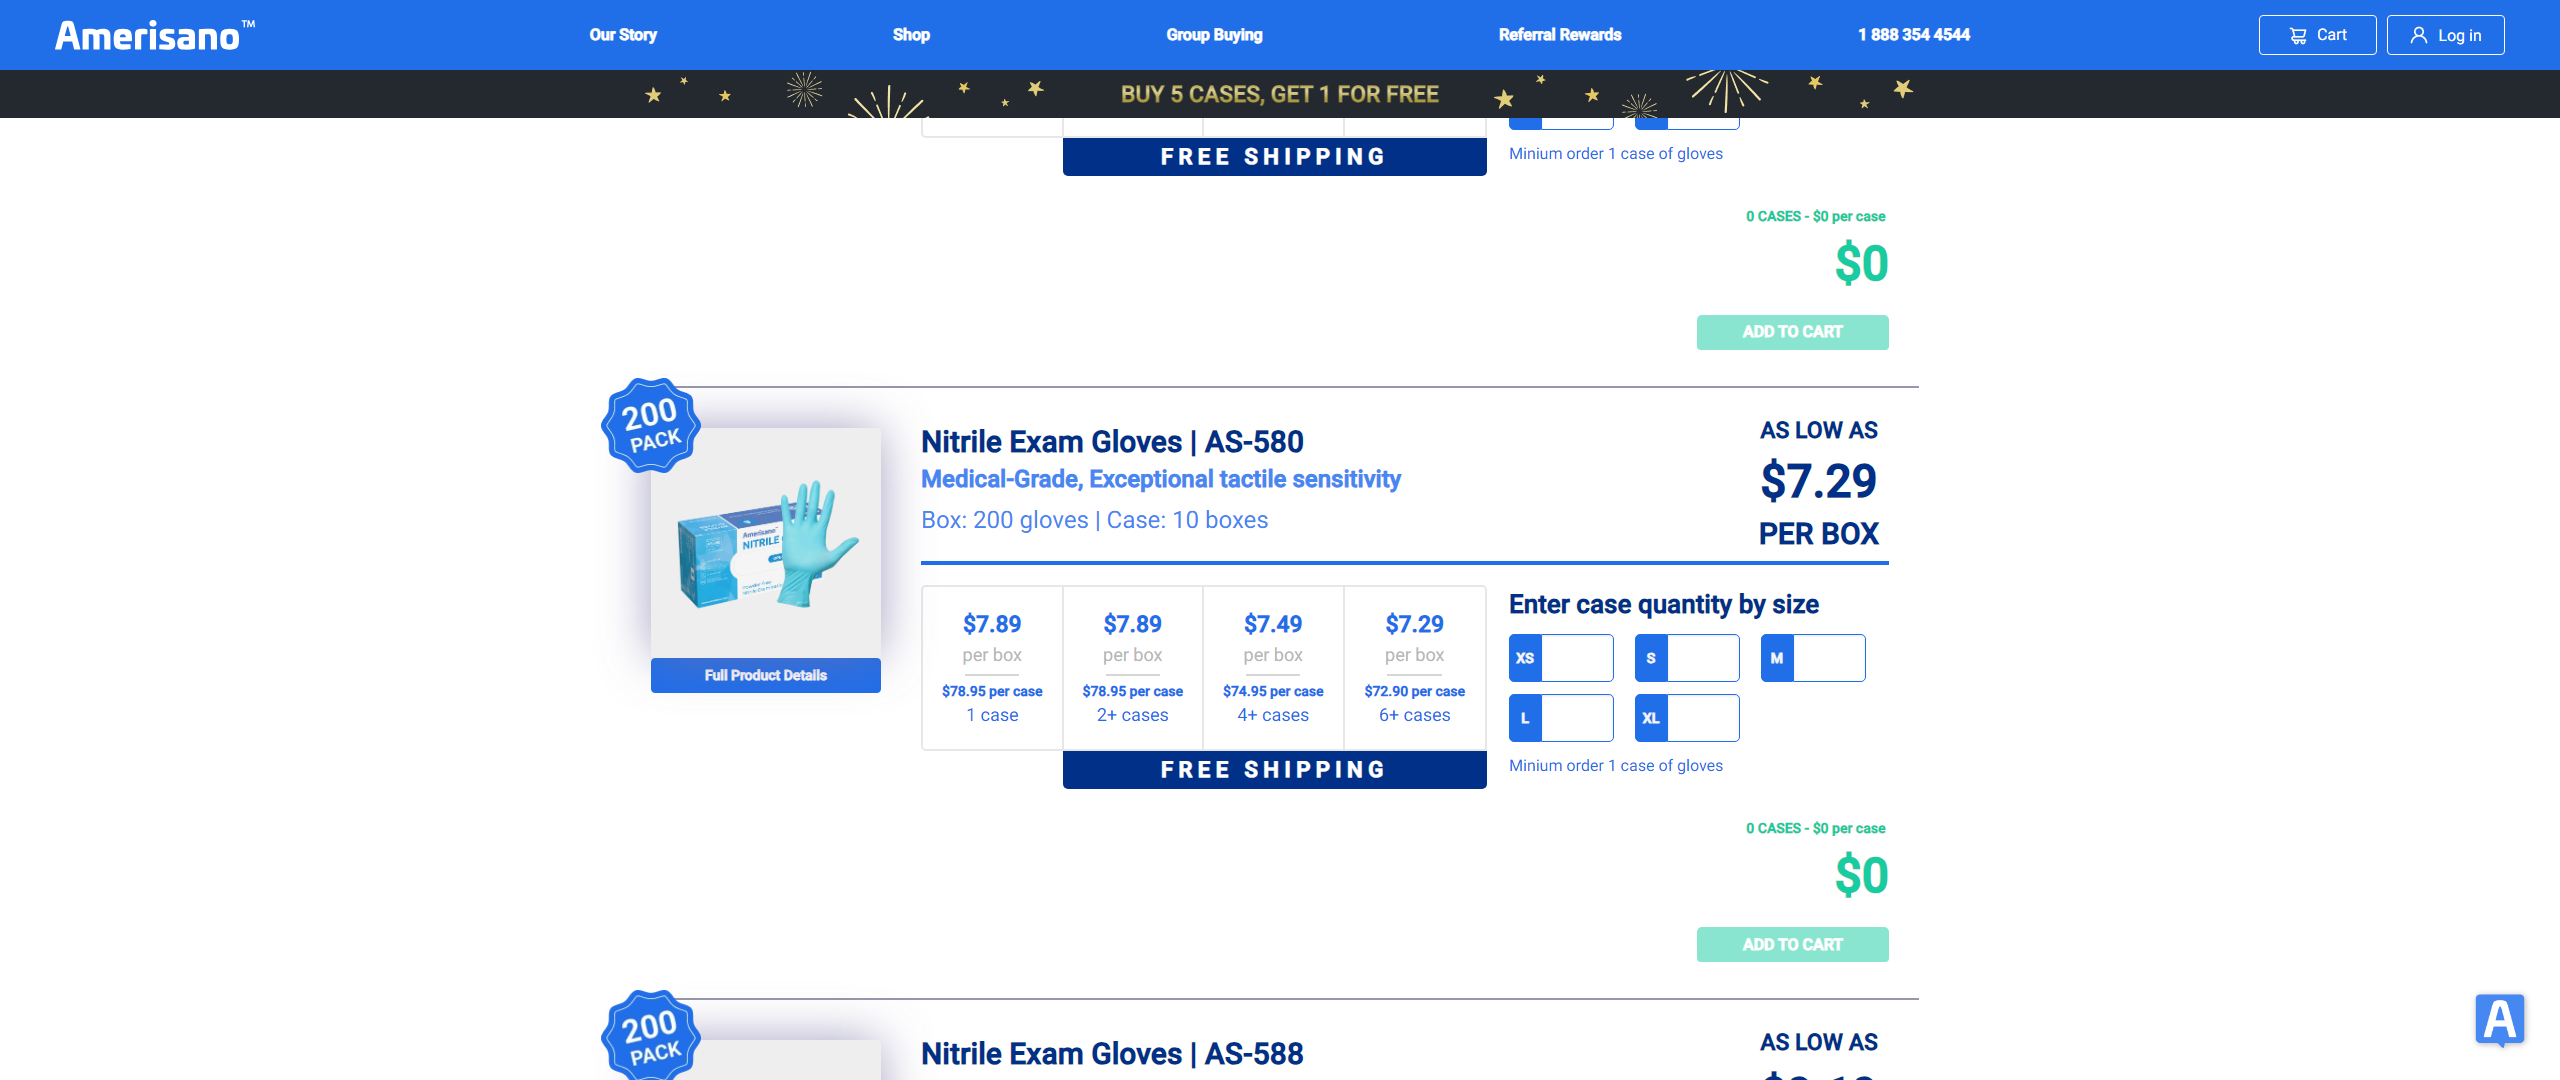 Amerisano™
Our Story
Shop
Group Buying
Referral Rewards
1 888 354 4544
Cart
Log in
BUY 5 CASES, GET 1 FOR FREE
FREE SHIPPING
Minium order 1 case of gloves
0 CASES - $0 per case
$0
ADD TO CART
200
PACK
Amerisano
NITRILE
Full Product Details
Nitrile Exam Gloves | AS-580
Medical-Grade, Exceptional tactile sensitivity
Box: 200 gloves | Case: 10 boxes
AS LOW AS
$7.29
PER BOX
$7.89
per box
$78.95 per case
1 case
$7.89
per box
$78.95 per case
2+ cases
$7.49
per box
$74.95 per case
4+ cases
$7.29
per box
$72.90 per case
6+ cases
FREE SHIPPING
Enter case quantity by size
XS
S
M
L
XL
Minium order 1 case of gloves
0 CASES - $0 per case
$0
ADD TO CART
200
PACK
Nitrile Exam Gloves | AS-588
AS LOW AS
A